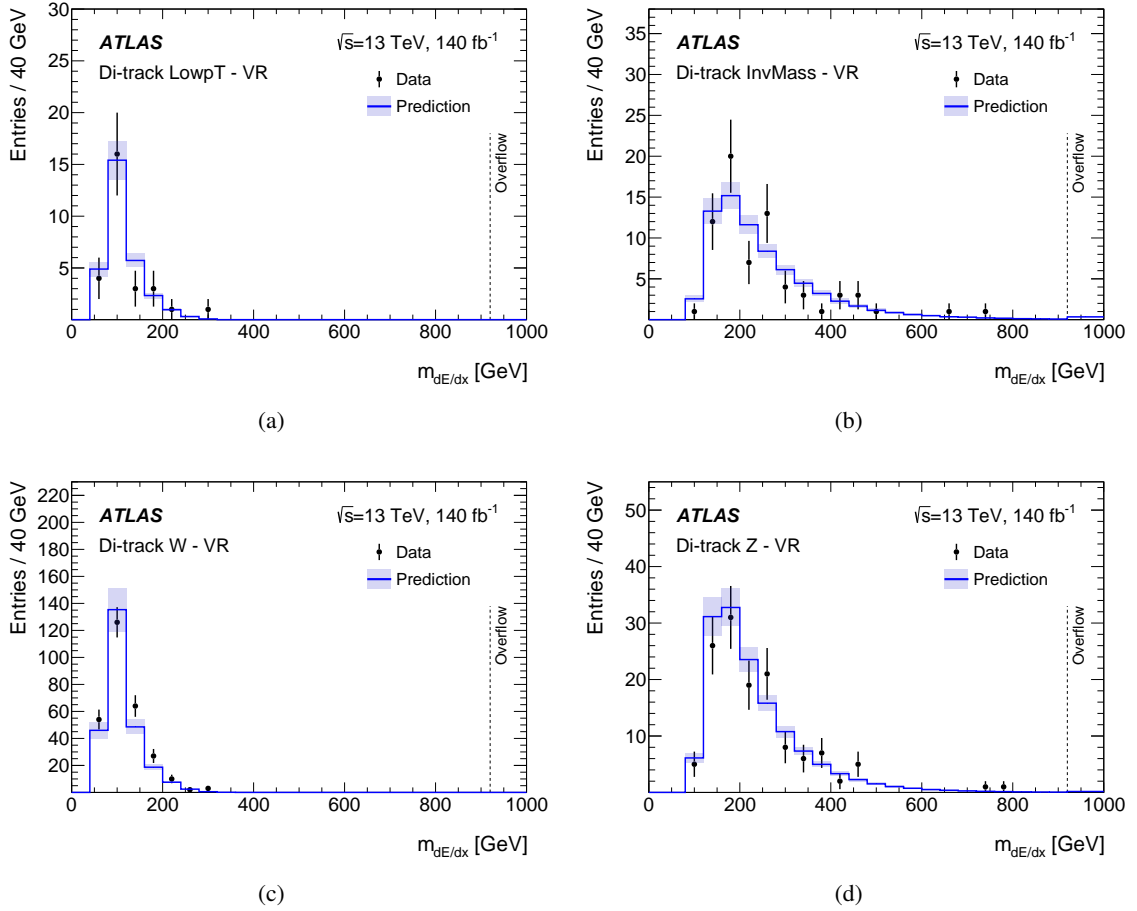 Entries / 40 GeV
30
25
20
15
10
5
ATLAS
√s=13 TeV, 140 fb⁻¹
Di-track LowpT - VR
Data
Prediction
Overflow
0 200 400 600 800 1000
m_dE/dx [GeV]
(a)
Entries / 40 GeV
35
30
25
20
15
10
5
ATLAS
√s=13 TeV, 140 fb⁻¹
Di-track InvMass - VR
Data
Prediction
Overflow
0 200 400 600 800 1000
m_dE/dx [GeV]
(b)
Entries / 40 GeV
220
200
180
160
140
120
100
80
60
40
20
ATLAS
√s=13 TeV, 140 fb⁻¹
Di-track W - VR
Data
Prediction
Overflow
0 200 400 600 800 1000
m_dE/dx [GeV]
(c)
Entries / 40 GeV
50
40
30
20
10
ATLAS
√s=13 TeV, 140 fb⁻¹
Di-track Z - VR
Data
Prediction
Overflow
0 200 400 600 800 1000
m_dE/dx [GeV]
(d)